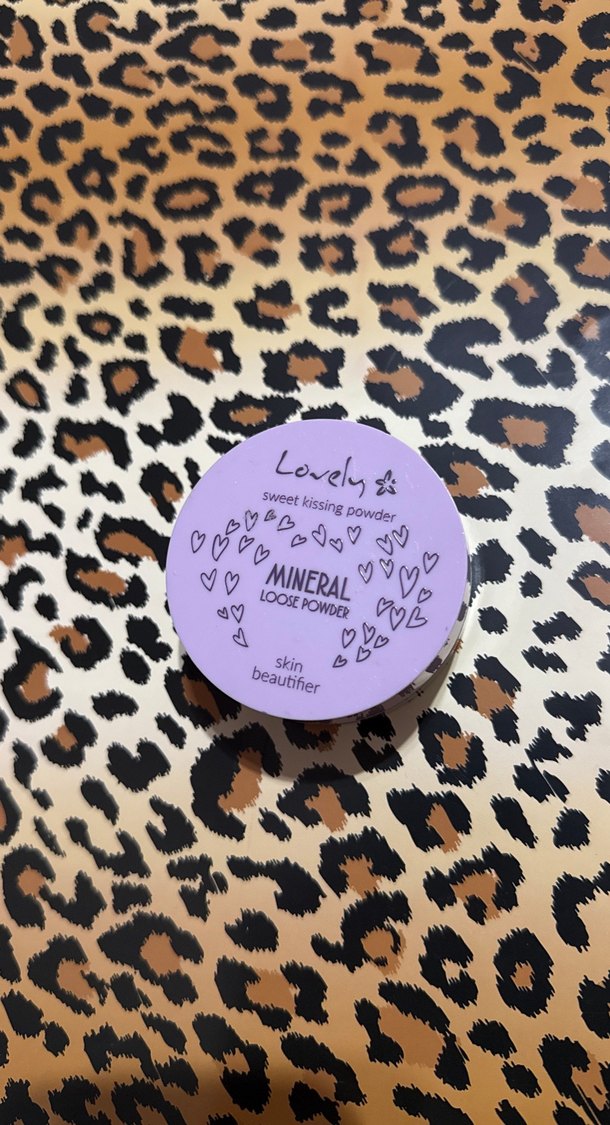 Lovely
sweet kissing powder
MINERAL
LOOSE POWDER
skin
beautifier